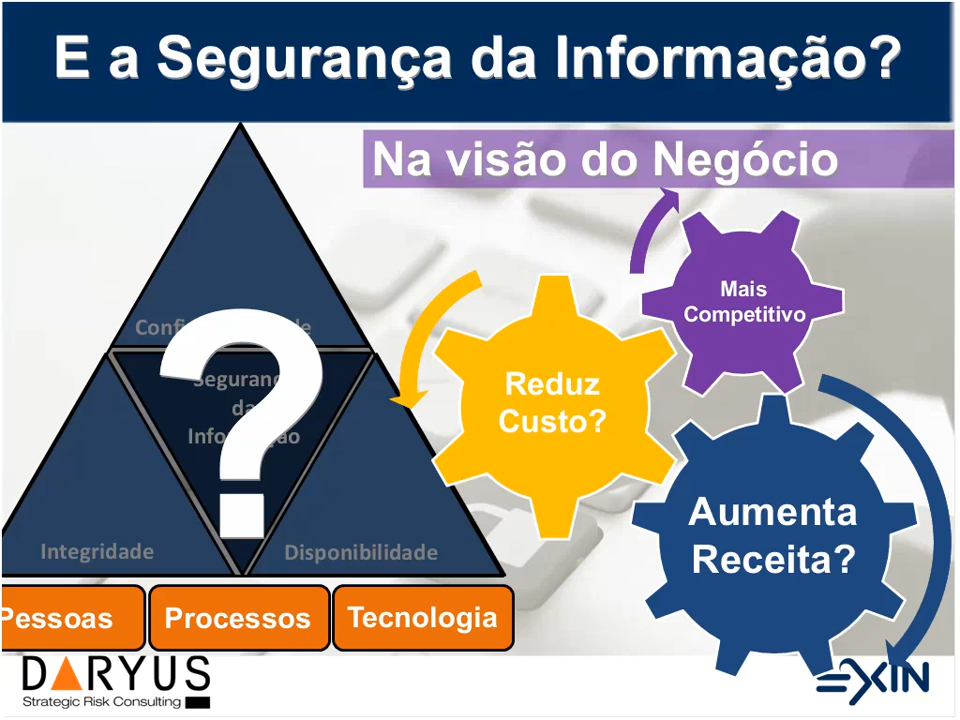 E a Segurança da Informação?
Na visão do Negócio
Mais
Competitivo
Reduz
Custo?
Aumenta
Receita?
?
Integridade
Disponibilidade
Pessoas
Processos
Tecnologia
DARYUS
Strategic Risk Consulting
EXIN